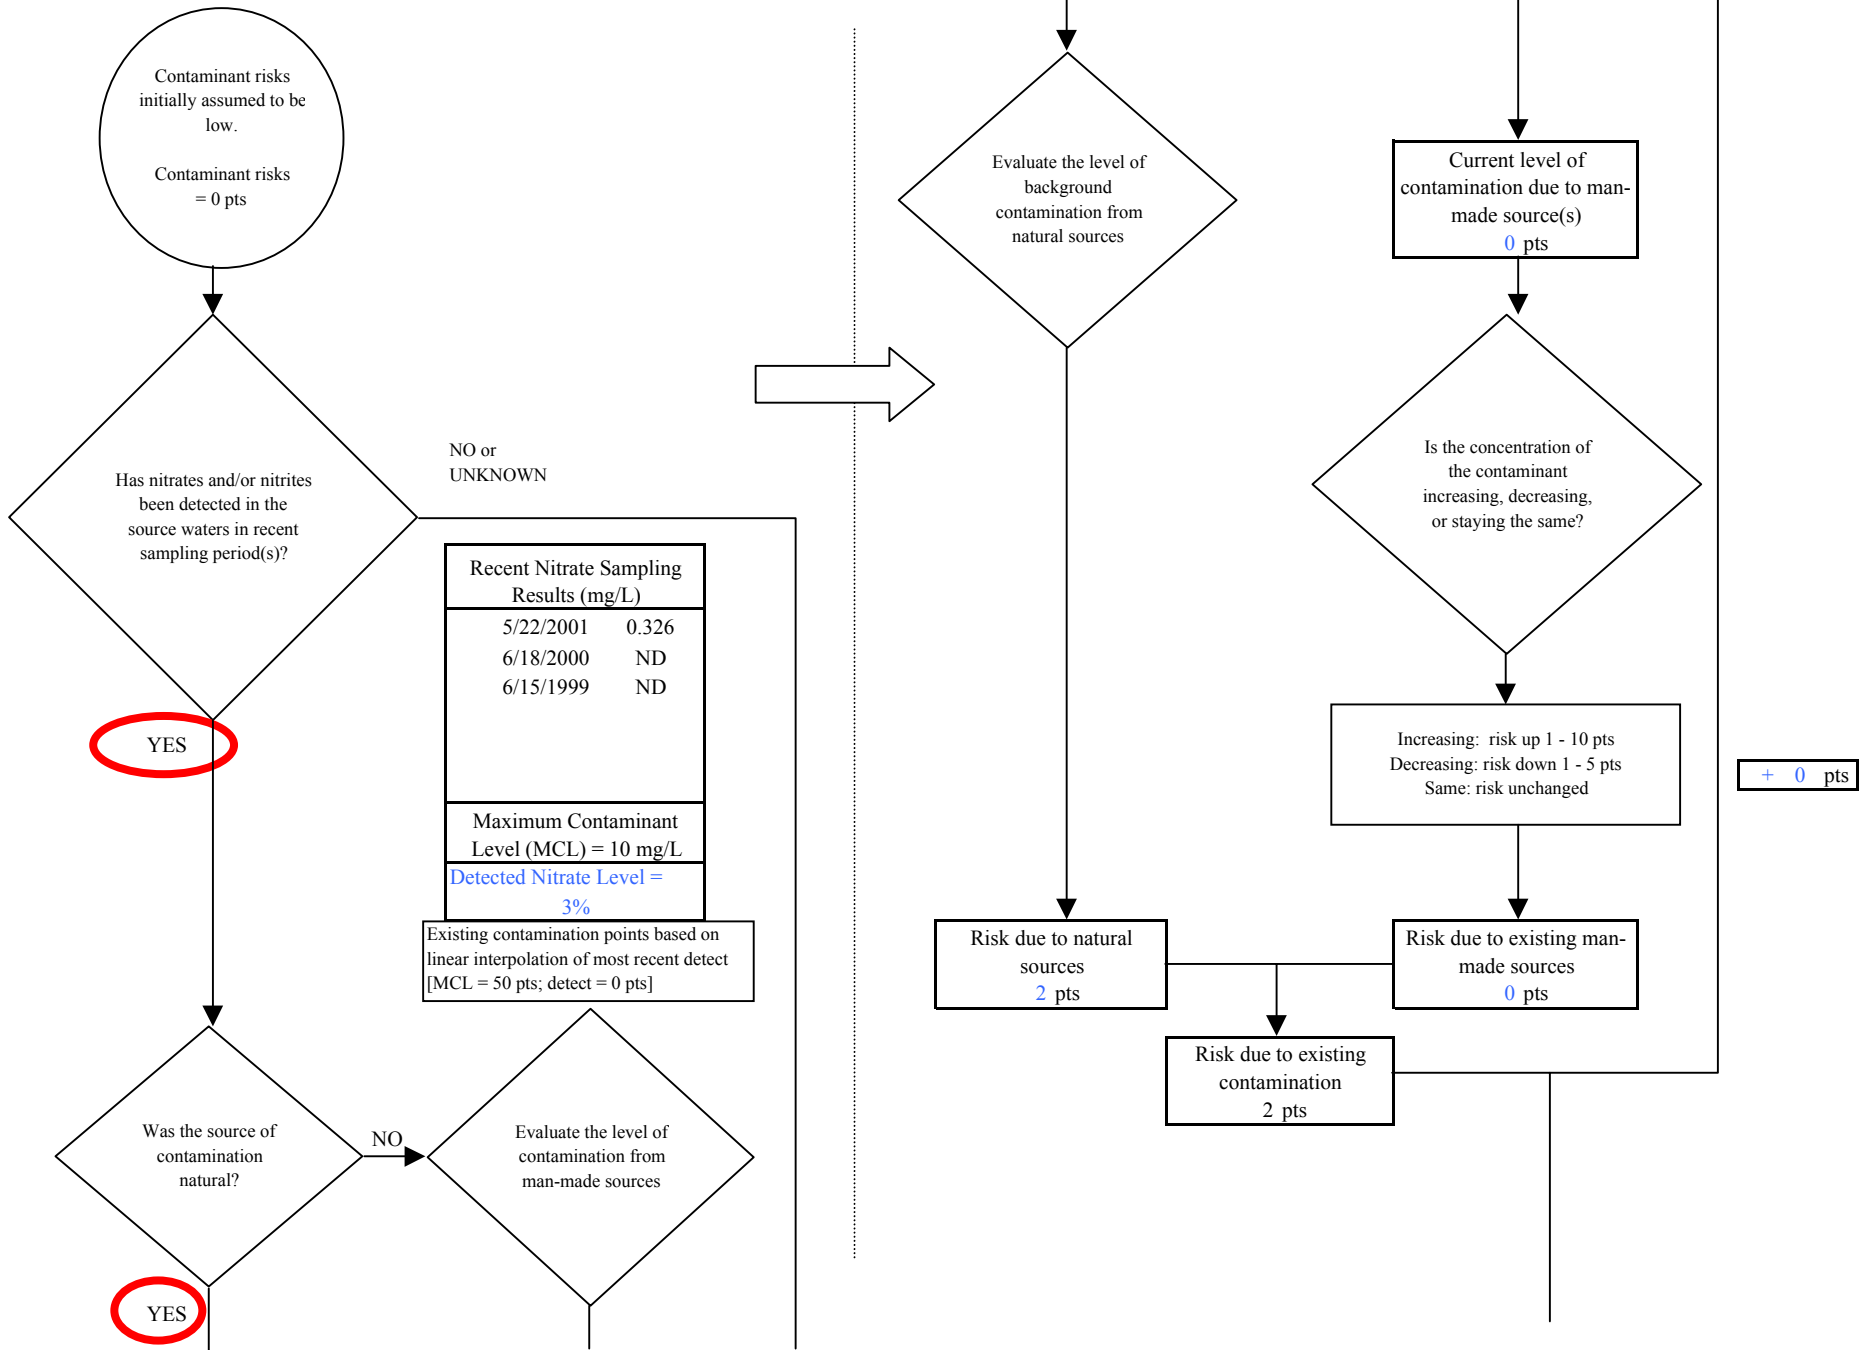 Contaminant risks
initially assumed to be
low.
Contaminant risks
= 0 pts
Has nitrates and/or nitrites
been detected in the
source waters in recent
sampling period(s)?
NO or
UNKNOWN
YES
Recent Nitrate Sampling
Results (mg/L)
5/22/2001 0.326
6/18/2000 ND
6/15/1999 ND
Maximum Contaminant
Level (MCL) = 10 mg/L
Detected Nitrate Level =
3%
Existing contamination points based on
linear interpolation of most recent detect
[MCL = 50 pts; detect = 0 pts]
Was the source of
contamination
natural?
NO
Evaluate the level of
contamination from
man-made sources
YES
Evaluate the level of
background
contamination from
natural sources
Current level of
contamination due to man-
made source(s)
0 pts
Is the concentration of
the contaminant
increasing, decreasing,
or staying the same?
Increasing: risk up 1 - 10 pts
Decreasing: risk down 1 - 5 pts
Same: risk unchanged
+ 0 pts
Risk due to natural
sources
2 pts
Risk due to existing man-
made sources
0 pts
Risk due to existing
contamination
2 pts